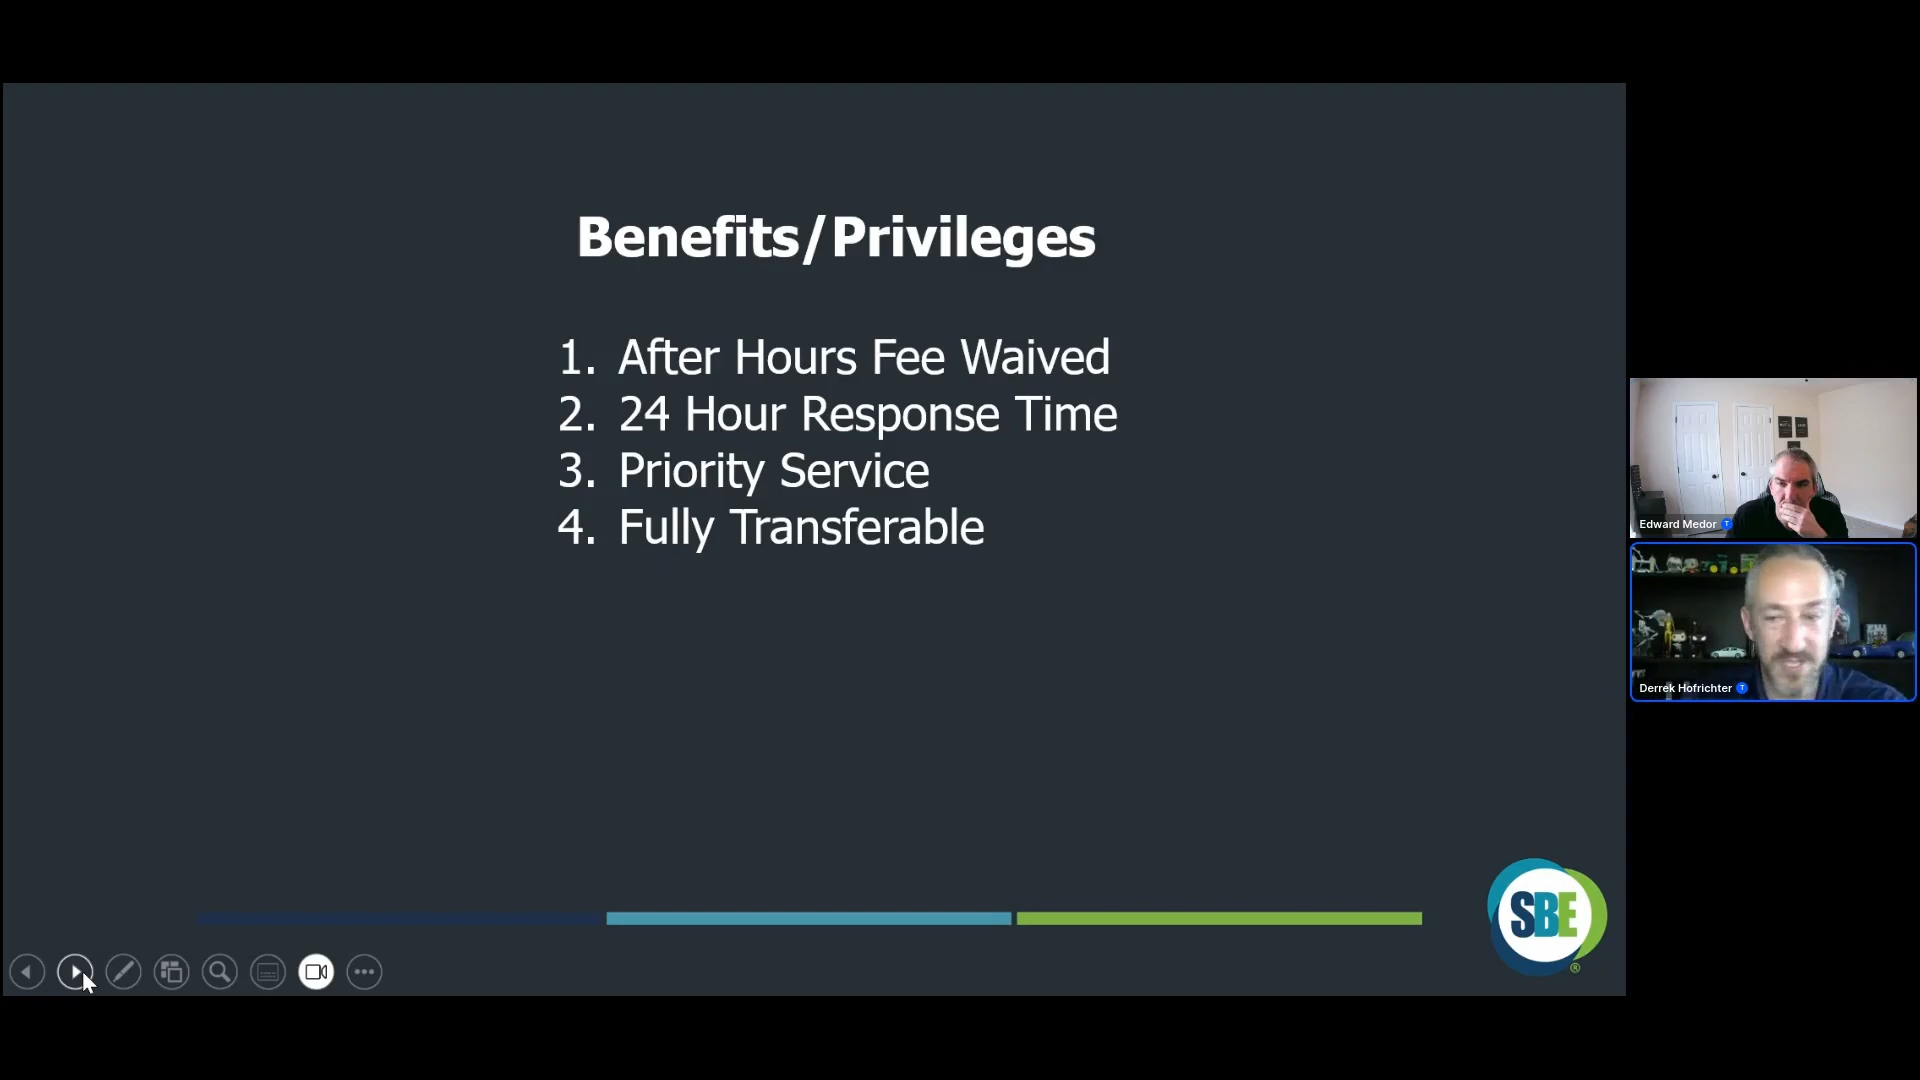 Benefits/Privileges
1. After Hours Fee Waived
2. 24 Hour Response Time
3. Priority Service
4. Fully Transferable
Edward Medor T
Derrek Hofrichter T
SBE
®